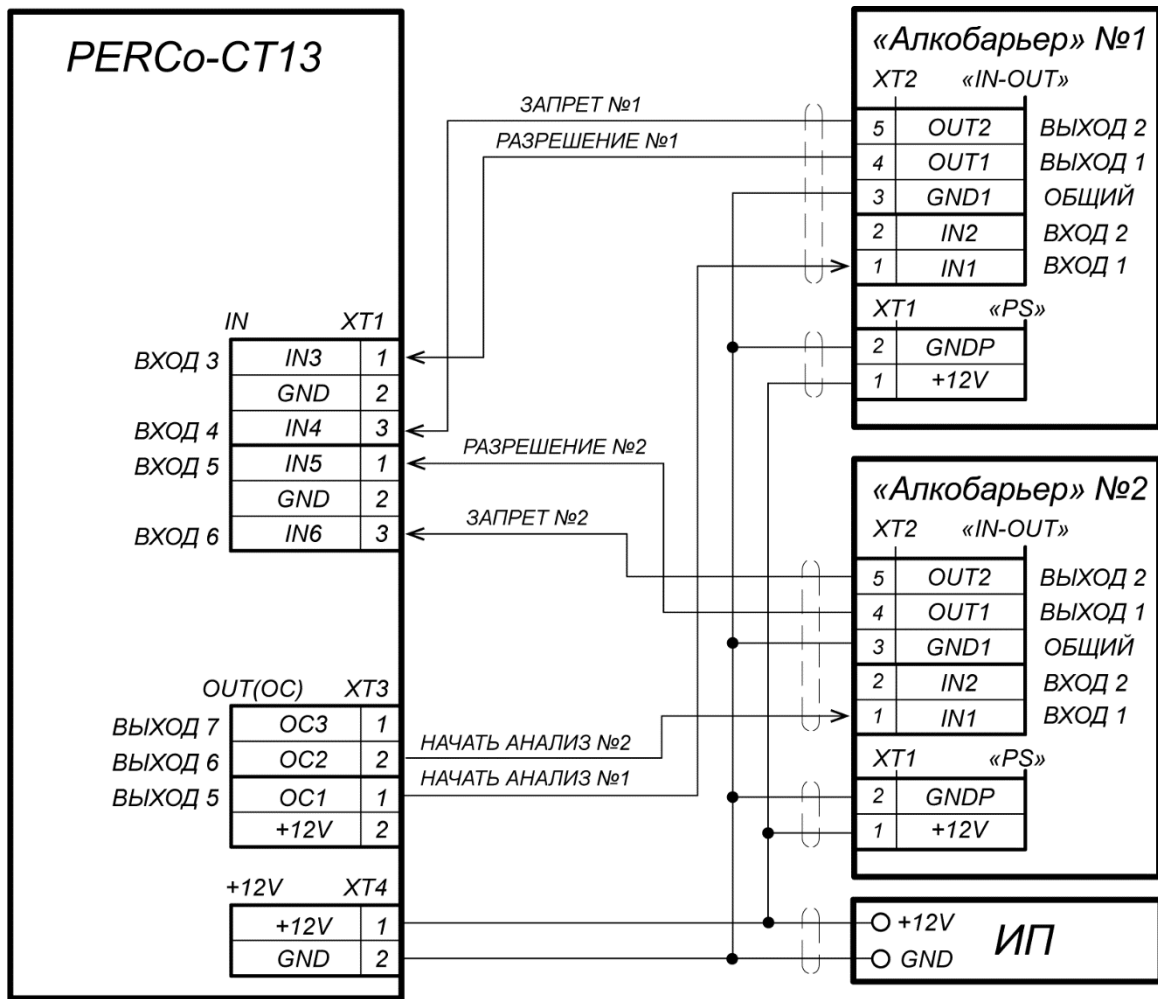 PERCo-CT13
«Алкобарьер» №1
XT2 «IN-OUT»
5 OUT2 ВЫХОД 2
4 OUT1 ВЫХОД 1
3 GND1 ОБЩИЙ
2 IN2 ВХОД 2
1 IN1 ВХОД 1
XT1 «PS»
2 GNDP
1 +12V
ЗАПРЕТ №1
РАЗРЕШЕНИЕ №1
IN XT1
ВХОД 3 IN3 1
GND 2
ВХОД 4 IN4 3
ВХОД 5 IN5 1
GND 2
ВХОД 6 IN6 3
РАЗРЕШЕНИЕ №2
ЗАПРЕТ №2
«Алкобарьер» №2
XT2 «IN-OUT»
5 OUT2 ВЫХОД 2
4 OUT1 ВЫХОД 1
3 GND1 ОБЩИЙ
2 IN2 ВХОД 2
1 IN1 ВХОД 1
XT1 «PS»
2 GNDP
1 +12V
OUT(OC) XT3
ВЫХОД 7 OC3 1
ВЫХОД 6 OC2 2
ВЫХОД 5 OC1 1
+12V 2
НАЧАТЬ АНАЛИЗ №2
НАЧАТЬ АНАЛИЗ №1
+12V XT4
+12V 1
GND 2
+12V
GND
ИП